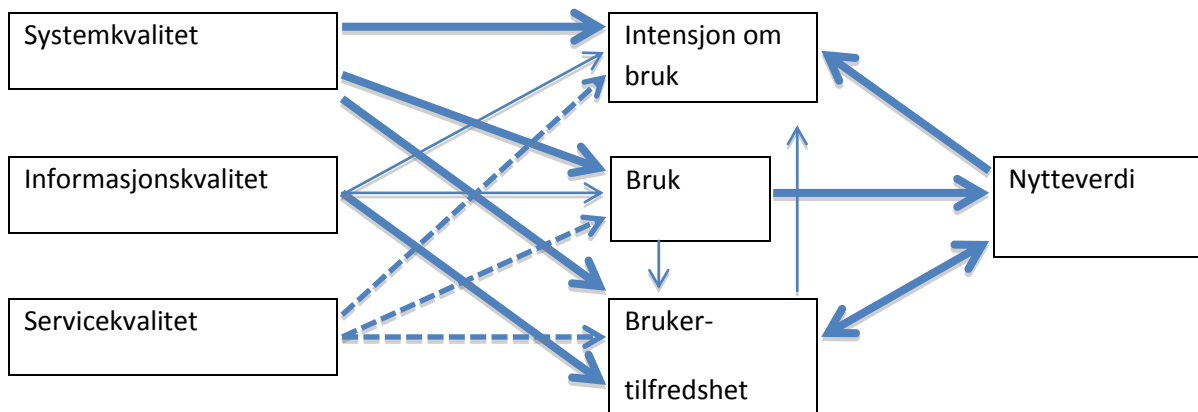 Systemkvalitet
Intensjon om
bruk
Informasjonskvalitet
Bruk
Nytteverdi
Servicekvalitet
Bruker-
tilfredshet